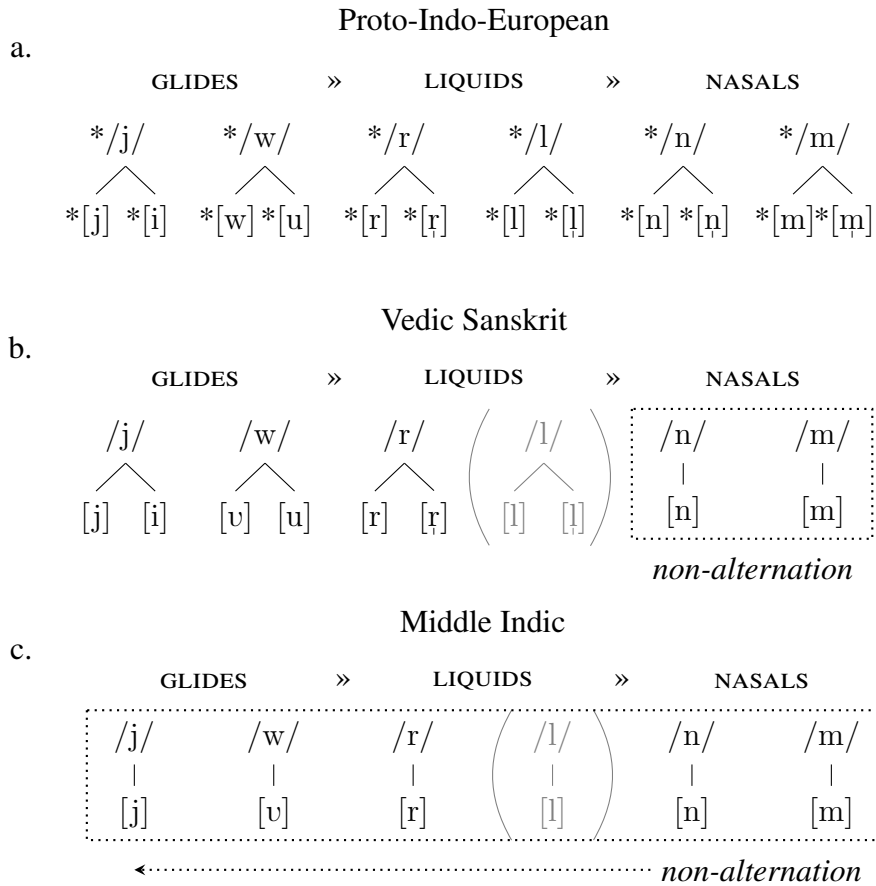 Proto-Indo-European
a.
GLIDES » LIQUIDS » NASALS
*/j/ */w/ */r/ */l/ */n/ */m/
*[j] *[i] *[w] *[u] *[r] *[r̩] *[l] *[l̩] *[n] *[n̩] *[m] *[m̩]
Vedic Sanskrit
b.
GLIDES » LIQUIDS » NASALS
/j/ /w/ /r/ ( /l/ ) /n/ /m/
[j] [i] [ʋ] [u] [r] [r̩] [l] [l̩] [n] [m]
non-alternation
Middle Indic
c.
GLIDES » LIQUIDS » NASALS
/j/ /w/ /r/ ( /l/ ) /n/ /m/
[j] [ʋ] [r] [l] [n] [m]
non-alternation